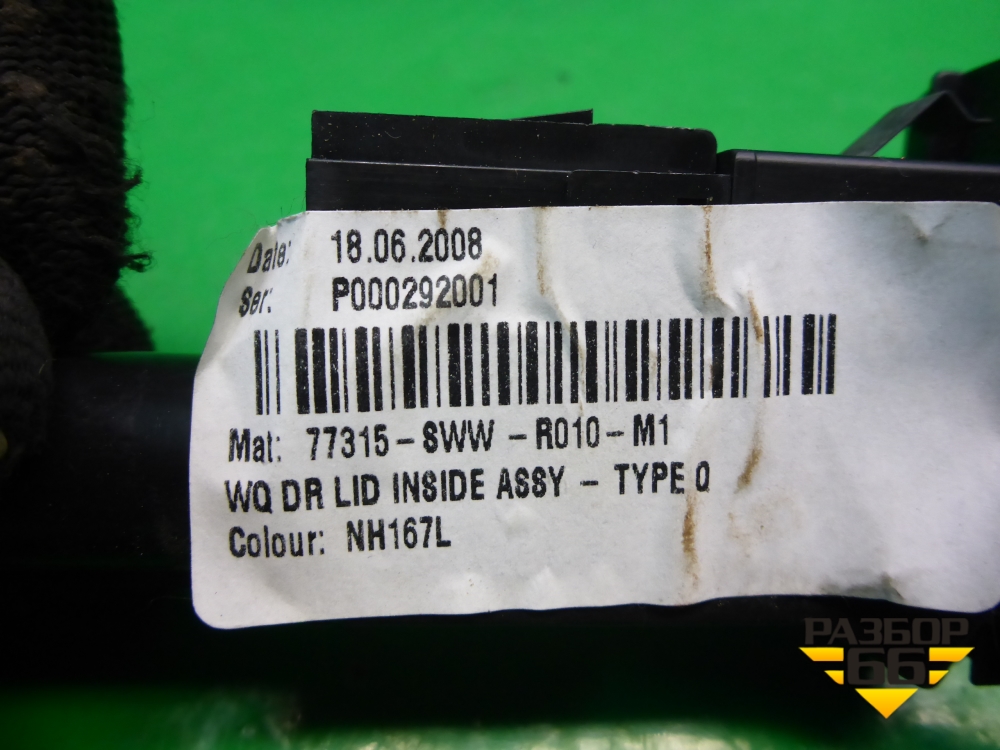 Date: 18.06.2008
Ser: P000292001
Mat: 77315-SWW -R010-M1
WQ DR LID INSIDE ASSY - TYPE Q
Colour: NH167L
РАЗБОР
66